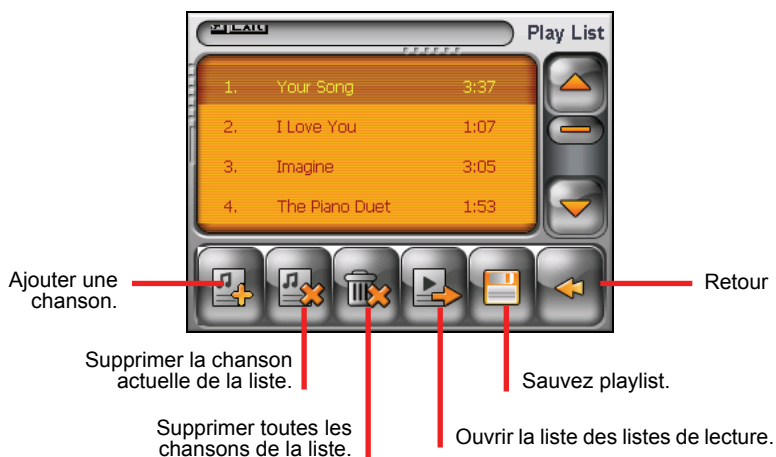 Play List
1. Your Song 3:37
2. I Love You 1:07
3. Imagine 3:05
4. The Piano Duet 1:53
Ajouter une
chanson.
Retour
Supprimer la chanson
actuelle de la liste.
Sauvez playlist.
Supprimer toutes les
chansons de la liste.
Ouvrir la liste des listes de lecture.